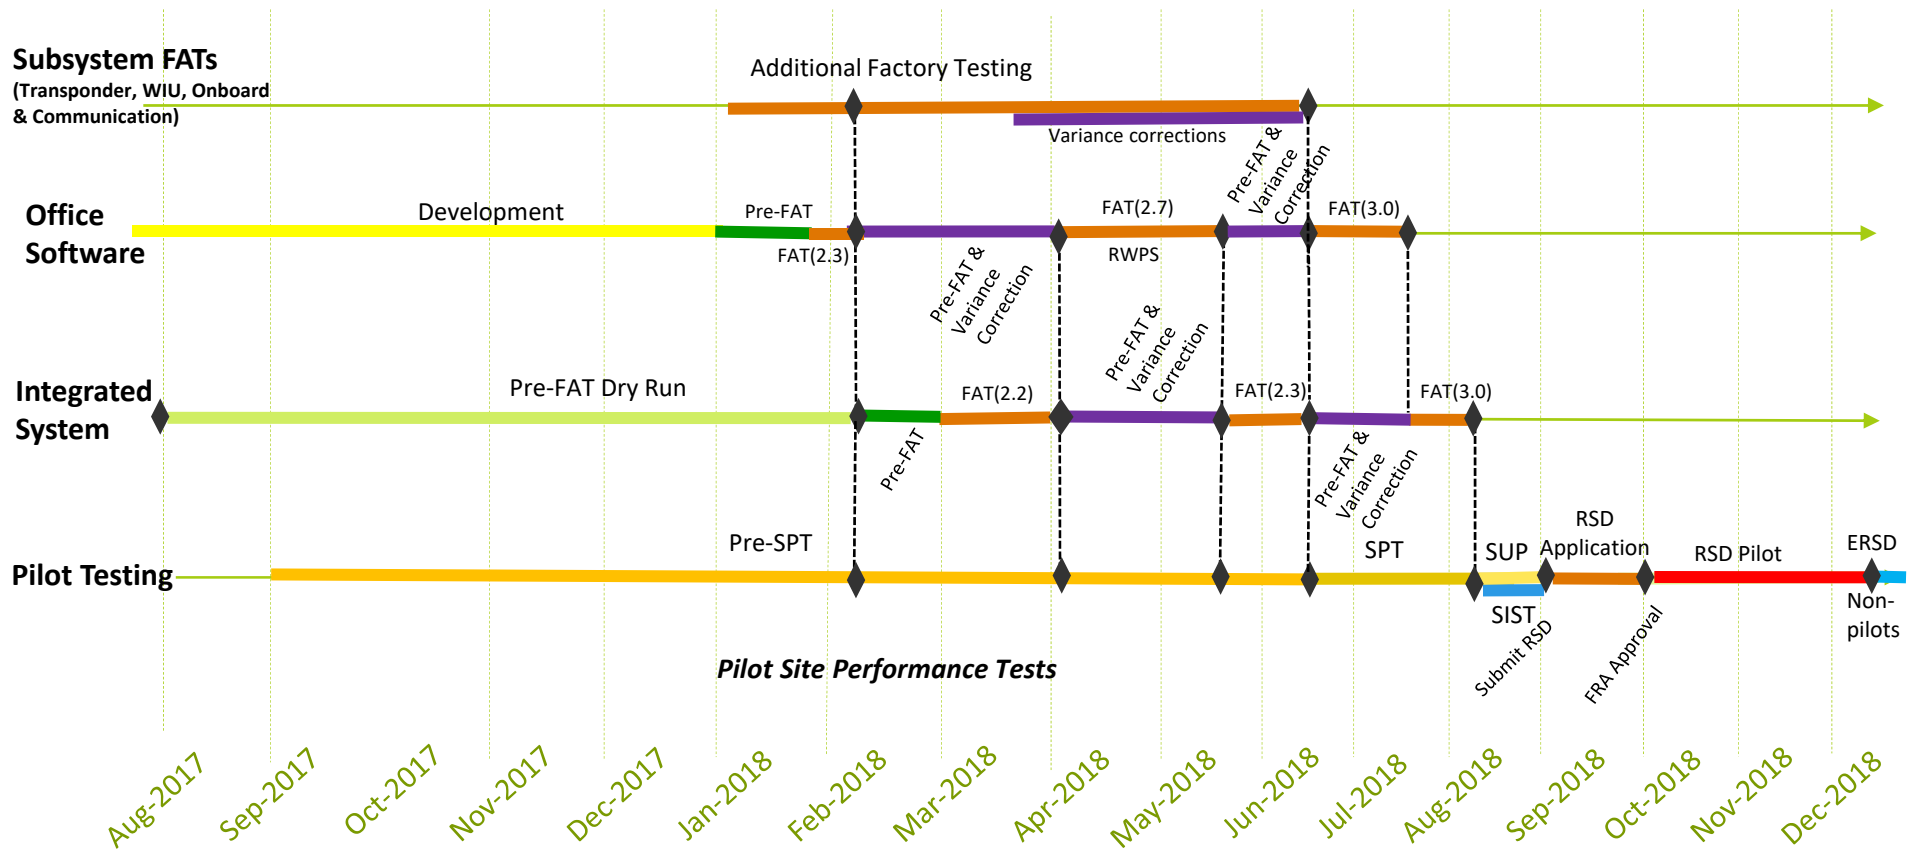 Subsystem FATs
(Transponder, WIU, Onboard
& Communication)
Additional Factory Testing
Variance corrections
Pre-FAT &
Variance
Correction
Office
Software
Development
Pre-FAT
FAT(2.3)
Pre-FAT &
Variance
Correction
FAT(2.7)
RWPS
FAT(3.0)
Integrated
System
Pre-FAT Dry Run
Pre-FAT
FAT(2.2)
Pre-FAT &
Variance
Correction
FAT(2.3)
Pre-FAT &
Variance
Correction
FAT(3.0)
Pilot Testing
Pre-SPT
SPT
SUP
SIST
Submit RSD
RSD
Application
FRA Approval
RSD Pilot
ERSD
Non-
pilots
Pilot Site Performance Tests
Aug-2017
Sep-2017
Oct-2017
Nov-2017
Dec-2017
Jan-2018
Feb-2018
Mar-2018
Apr-2018
May-2018
Jun-2018
Jul-2018
Aug-2018
Sep-2018
Oct-2018
Nov-2018
Dec-2018